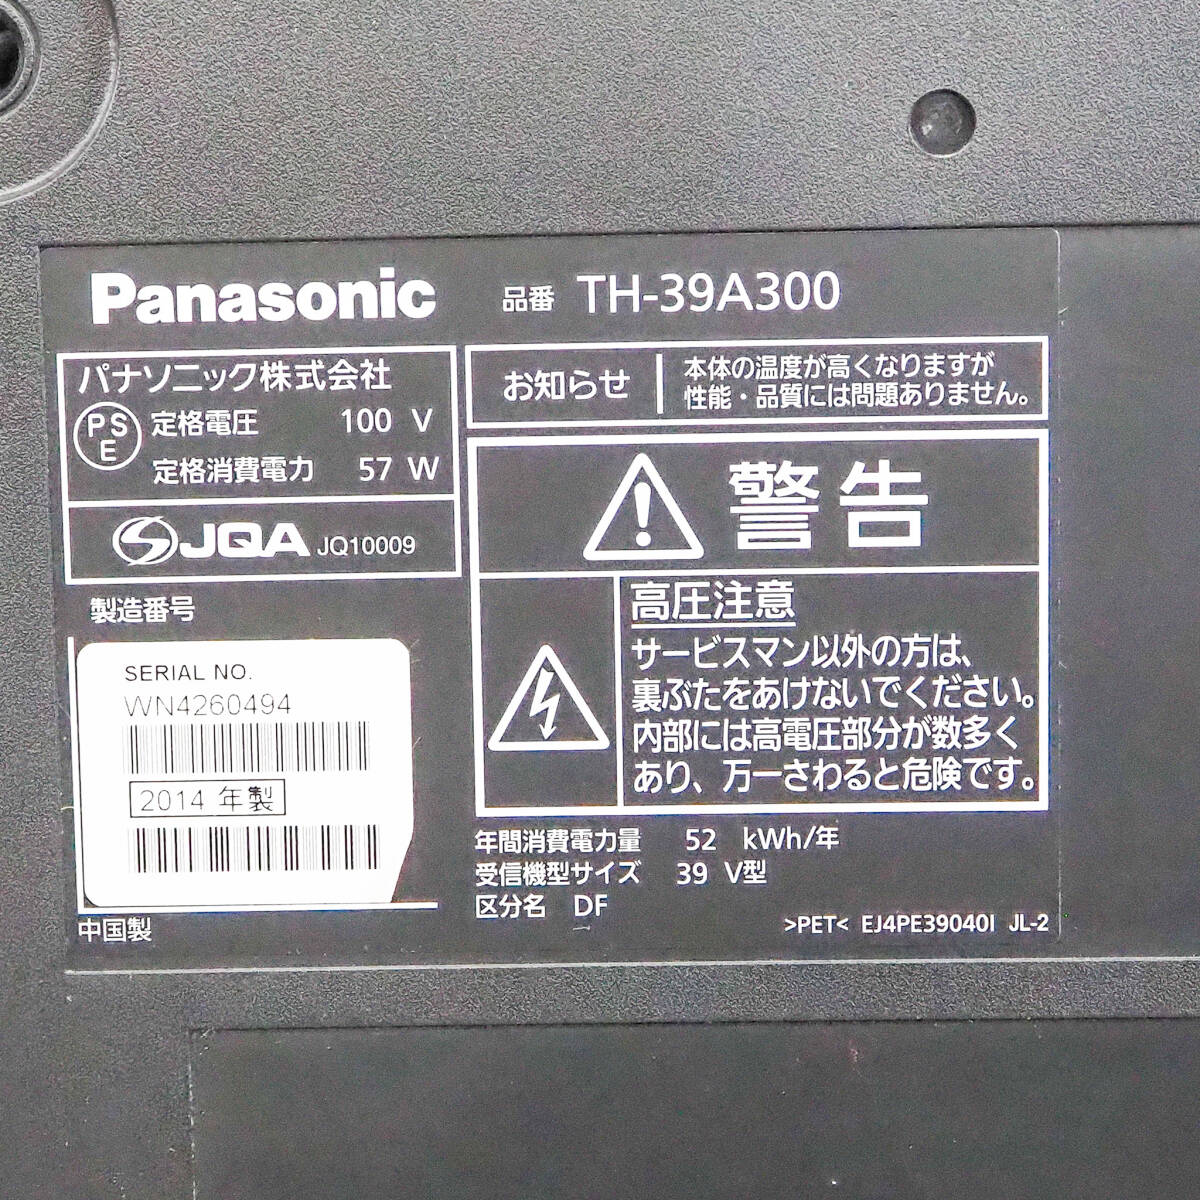 Panasonic 品番 TH-39A300
パナソニック株式会社
PS
E
定格電圧 100 V
定格消費電力 57 W
JQA JQ10009
お知らせ
本体の温度が高くなりますが
性能・品質には問題ありません。
警告
高圧注意
サービスマン以外の方は、
裏ぶたをあけないでください。
内部には高電圧部分が数多く
あり、万一さわると危険です。
製造番号
SERIAL NO.
WN4260494
2014 年製
中国製
年間消費電力量 52 kWh/年
受信機型サイズ 39 V型
区分名 DF
>PET< EJ4PE39040I JL-2